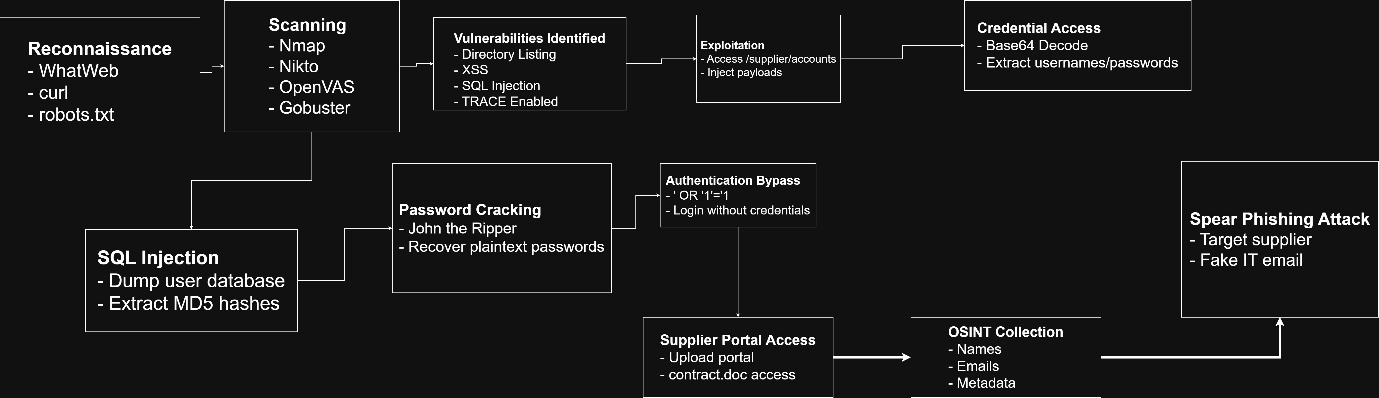 Reconnaissance
- WhatWeb
- curl
- robots.txt
Scanning
- Nmap
- Nikto
- OpenVAS
- Gobuster
Vulnerabilities Identified
- Directory Listing
- XSS
- SQL Injection
- TRACE Enabled
Exploitation
- Access /supplier/accounts
- Inject payloads
Credential Access
- Base64 Decode
- Extract usernames/passwords
SQL Injection
- Dump user database
- Extract MD5 hashes
Password Cracking
- John the Ripper
- Recover plaintext passwords
Authentication Bypass
- ' OR '1'='1
- Login without credentials
Supplier Portal Access
- Upload portal
- contract.doc access
OSINT Collection
- Names
- Emails
- Metadata
Spear Phishing Attack
- Target supplier
- Fake IT email